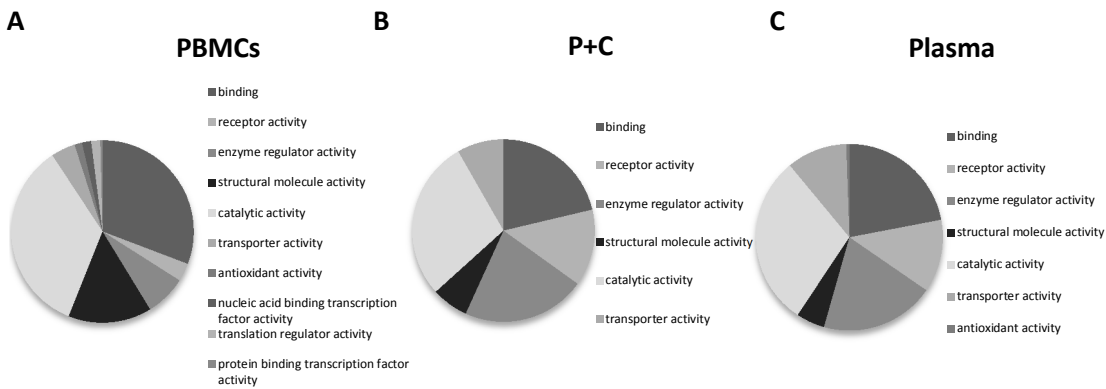 A
PBMCs
binding
receptor activity
enzyme regulator activity
structural molecule activity
catalytic activity
transporter activity
antioxidant activity
nucleic acid binding transcription
factor activity
translation regulator activity
protein binding transcription factor
activity
B
P+C
binding
receptor activity
enzyme regulator activity
structural molecule activity
catalytic activity
transporter activity
C
Plasma
binding
receptor activity
enzyme regulator activity
structural molecule activity
catalytic activity
transporter activity
antioxidant activity